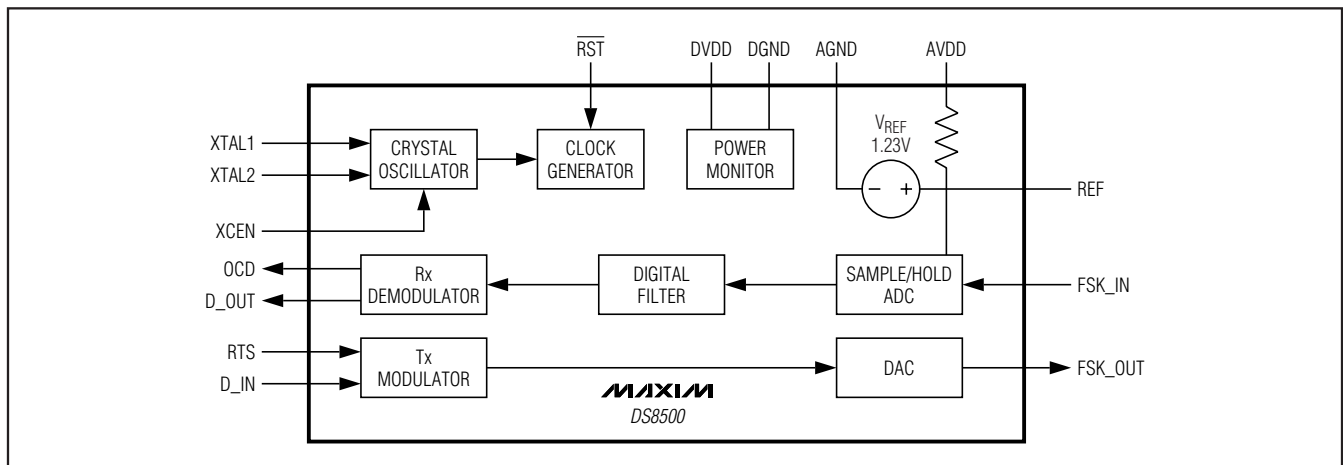 RST
DVDD
DGND
AGND
AVDD
XTAL1
XTAL2
XCEN
CRYSTAL
OSCILLATOR
CLOCK
GENERATOR
POWER
MONITOR
VREF
1.23V
– +
REF
OCD
D_OUT
Rx
DEMODULATOR
DIGITAL
FILTER
SAMPLE/HOLD
ADC
FSK_IN
RTS
D_IN
Tx
MODULATOR
DAC
FSK_OUT
MAXIM
DS8500